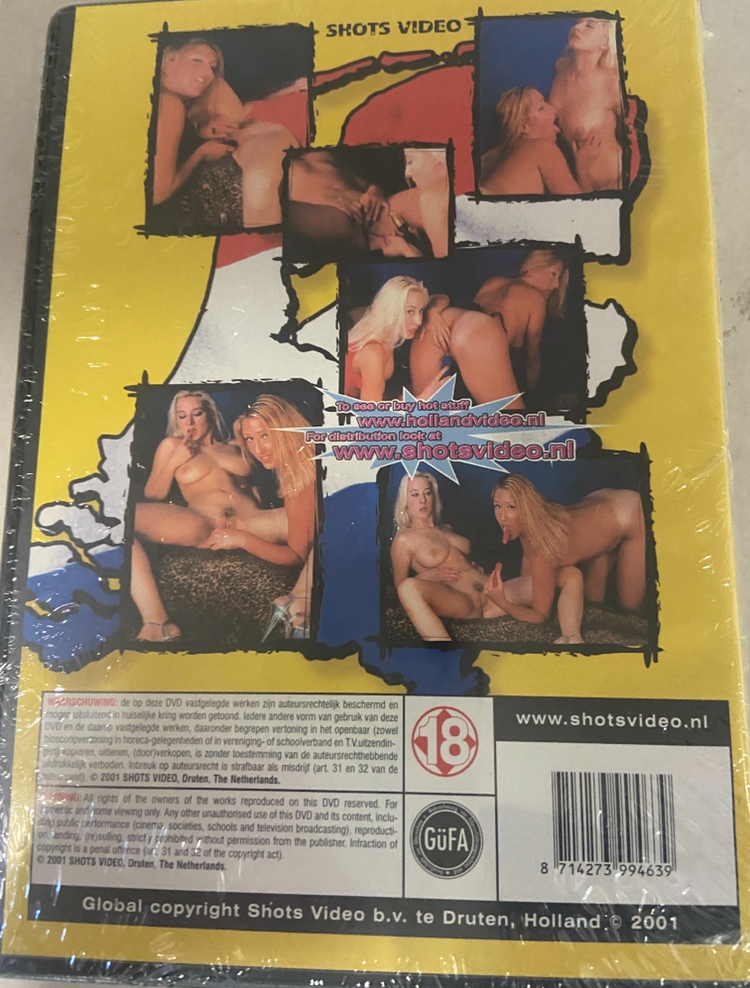 SHOTS VIDEO
To see or buy hot stuff
www.hollandvideo.nl
For distribution look at
www.shotsvideo.nl
WAARSCHUWING: de op deze DVD vastgelegde werken zijn auteursrechtelijk beschermd en
mogen uitsluitend in huiselijke kring worden getoond. Iedere andere vorm van gebruik van deze
DVD en de daarop vastgelegde werken, daaronder begrepen vertoning in het openbaar (zowel
bioscoopvertoning in horeca-gelegenheden of in vereniging- of schoolverband en T.V.uitzendin-
gen), kopiëren, uitlenen, (door)verkopen, is zonder toestemming van de auteursrechthebbende
uitdrukkelijk verboden. Inbreuk op auteursrecht is strafbaar als misdrijf (art. 31 en 32 van de
© 2001 SHOTS VIDEO, Druten, The Netherlands.
WARNING: All rights of the owners of the works reproduced on this DVD reserved. For
and home viewing only. Any other unauthorised use of this DVD and its content, inclu-
ding public performance (cinema, societies, schools and television broadcasting), reproducti-
on, lending, (re)sulling, strictly prohibited without permission from the publisher. Infraction of
copyright is a penal offence (art. 31 and 32 of the copyright act).
© 2001 SHOTS VIDEO, Druten, The Netherlands.
18
GüFA
www.shotsvideo.nl
8 714273 994639
Global copyright Shots Video b.v. te Druten, Holland © 2001